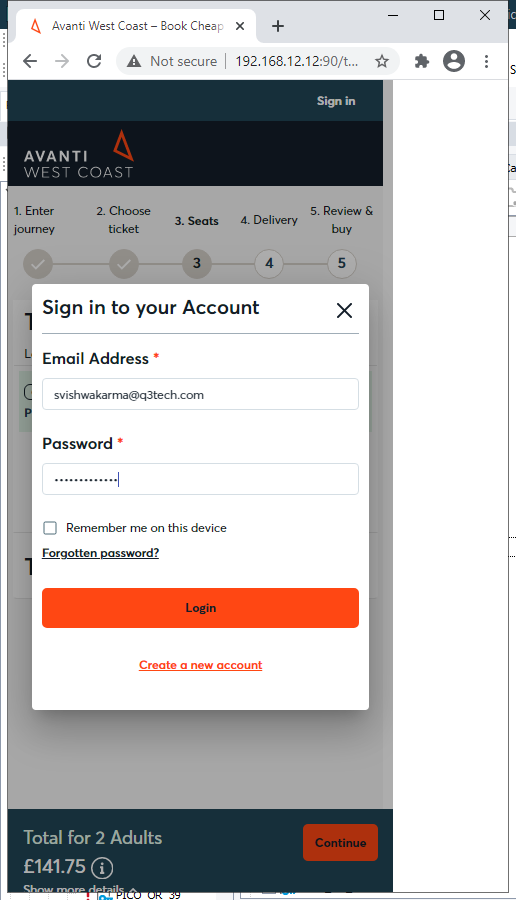 Avanti West Coast – Book Cheap
Not secure | 192.168.12.12:90/t...
Sign in
AVANTI
WEST COAST
1. Enter journey
2. Choose ticket
3. Seats
4. Delivery
5. Review & buy
3
4
5
Sign in to your Account
Email Address *
svishwakarma@q3tech.com
Password *
•••••••••••••
Remember me on this device
Forgotten password?
Login
Create a new account
Total for 2 Adults
£141.75
Continue
Show more details
PICO_OR_39